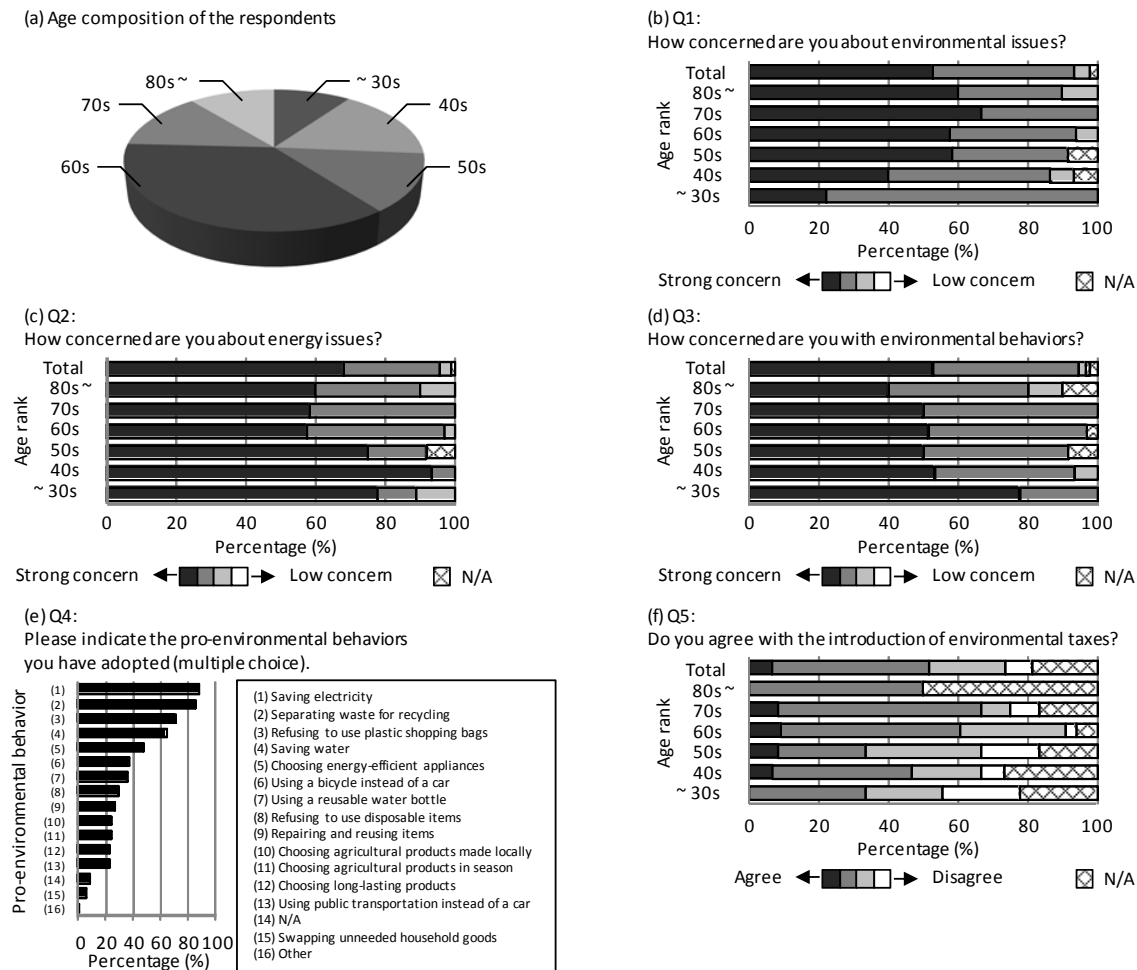 (a) Age composition of the respondents
80s ~
~ 30s
70s
40s
60s
50s
(b) Q1:
How concerned are you about environmental issues?
Age rank
Total
80s ~
70s
60s
50s
40s
~ 30s
0 20 40 60 80 100
Percentage (%)
Strong concern Low concern N/A
(c) Q2:
How concerned are you about energy issues?
Age rank
Total
80s ~
70s
60s
50s
40s
~ 30s
0 20 40 60 80 100
Percentage (%)
Strong concern Low concern N/A
(d) Q3:
How concerned are you with environmental behaviors?
Age rank
Total
80s ~
70s
60s
50s
40s
~ 30s
0 20 40 60 80 100
Percentage (%)
Strong concern Low concern N/A
(e) Q4:
Please indicate the pro-environmental behaviors
you have adopted (multiple choice).
Pro-environment behavior
(1)
(2)
(3)
(4)
(5)
(6)
(7)
(8)
(9)
(10)
(11)
(12)
(13)
(14)
(15)
(16)
0 20 40 60 80 100
Percentage (%)
(1) Saving electricity
(2) Separating waste for recycling
(3) Refusing to use plastic shopping bags
(4) Saving water
(5) Choosing energy-efficient appliances
(6) Using a bicycle instead of a car
(7) Using a reusable water bottle
(8) Refusing to use disposable items
(9) Repairing and reusing items
(10) Choosing agricultural products made locally
(11) Choosing agricultural products in season
(12) Choosing long-lasting products
(13) Using public transportation instead of a car
(14) N/A
(15) Swapping unneeded household goods
(16) Other
(f) Q5:
Do you agree with the introduction of environmental taxes?
Age rank
Total
80s ~
70s
60s
50s
40s
~ 30s
0 20 40 60 80 100
Percentage (%)
Agree Disagree N/A